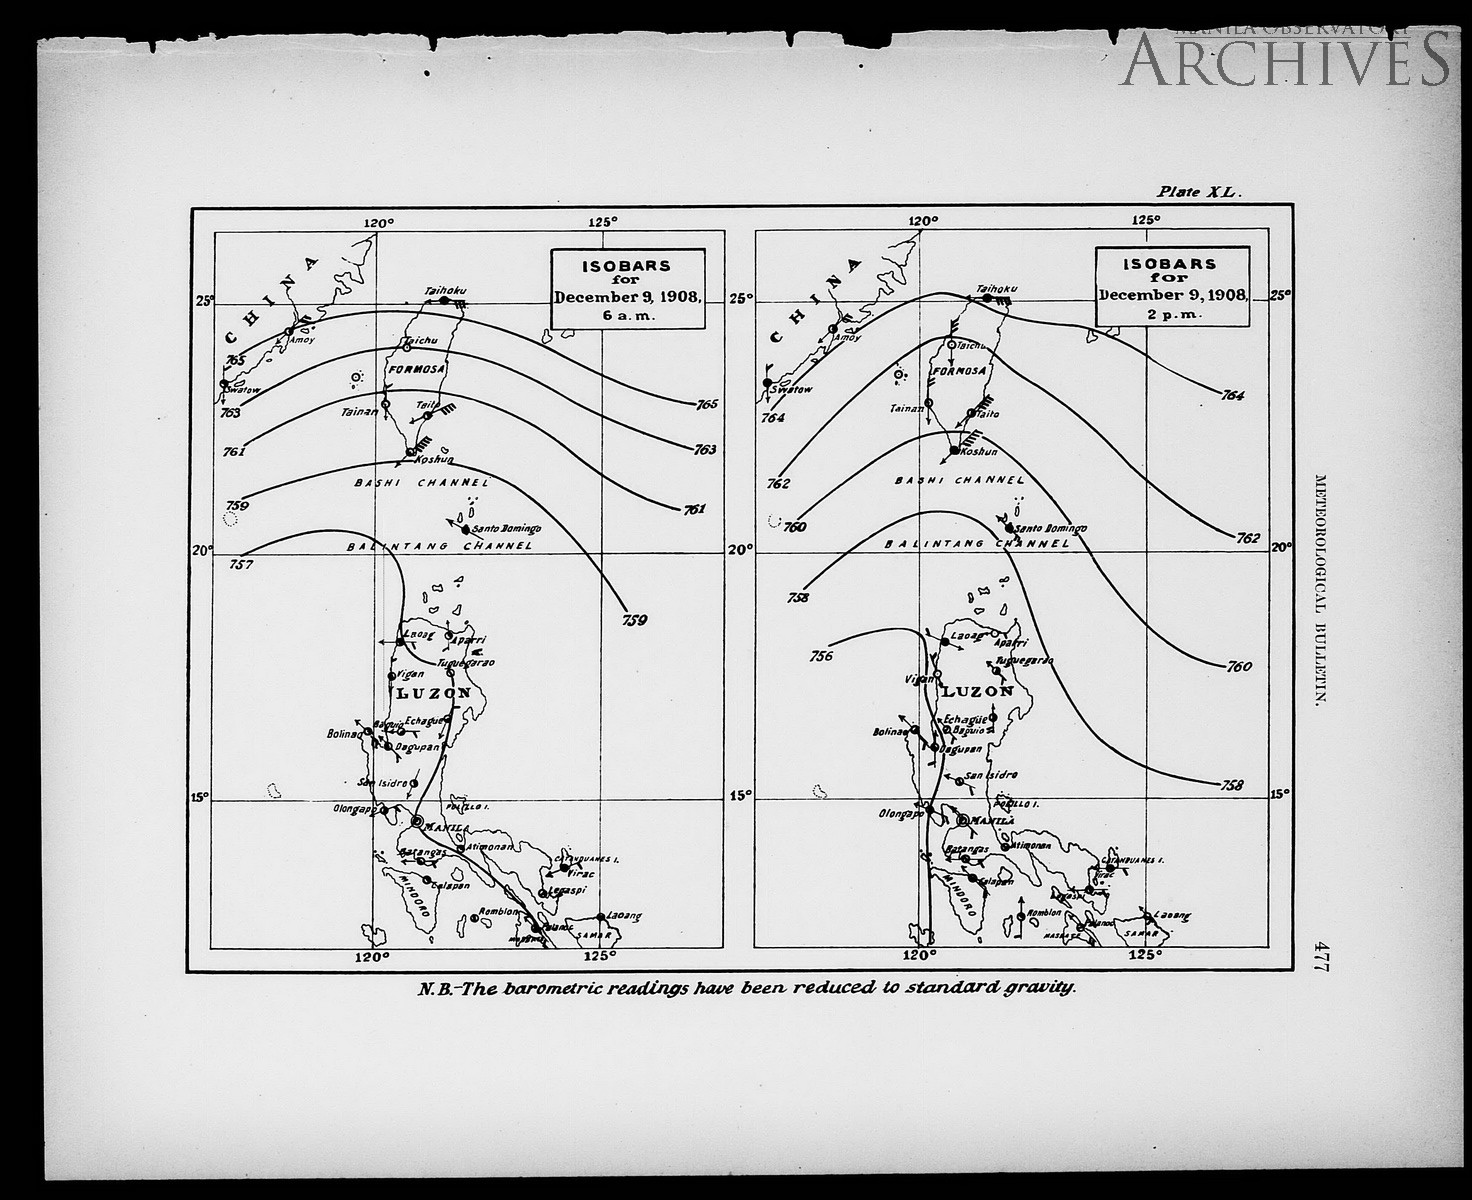 MANILA OBSERVATORY
ARCHIVES
Plate XL.
120° 125°
ISOBARS
for
December 9, 1908,
6 a.m.
CHINA
25°
20°
15°
Taihoku
Amoy
765
Taichu
FORMOSA
Swatow
763
Tainan
Taito
765
761
Koshun
763
BASHI CHANNEL
759
761
Santo Domingo
BALINTANG CHANNEL
757
759
Laoag
Aparri
Tuguegarao
Vigan
LUZON
Echague
Baguio
Bolinao
Dagupan
San Isidro
Olongapo
POLILLO I.
MANILA
Atimonan
Batangas
CATANDUANES I.
Virac
Calapan
MINDORO
Legaspi
Romblon
Laoang
Palanoc
SAMAR
120° 125°
120° 125°
ISOBARS
for
December 9, 1908,
2 p.m.
CHINA
25° 25°
20° 20°
15° 15°
Taihoku
Amoy
Taichu
FORMOSA
Swatow
764
Tainan
Taito
764
Koshun
762
BASHI CHANNEL
760
Santo Domingo
762
BALINTANG CHANNEL
758
Laoag
Aparri
756
Tuguegarao
760
Vigan
LUZON
Echague
Baguio
Bolinao
Dagupan
San Isidro
758
POLILLO I.
Olongapo
MANILA
Atimonan
Batangas
CATANDUANES I.
Virac
Calapan
MINDORO
Legaspi
Romblon
Laoang
Palanoc
MASBATE
SAMAR
120° 125°
N.B.-The barometric readings have been reduced to standard gravity.
METEOROLOGICAL BULLETIN.
477